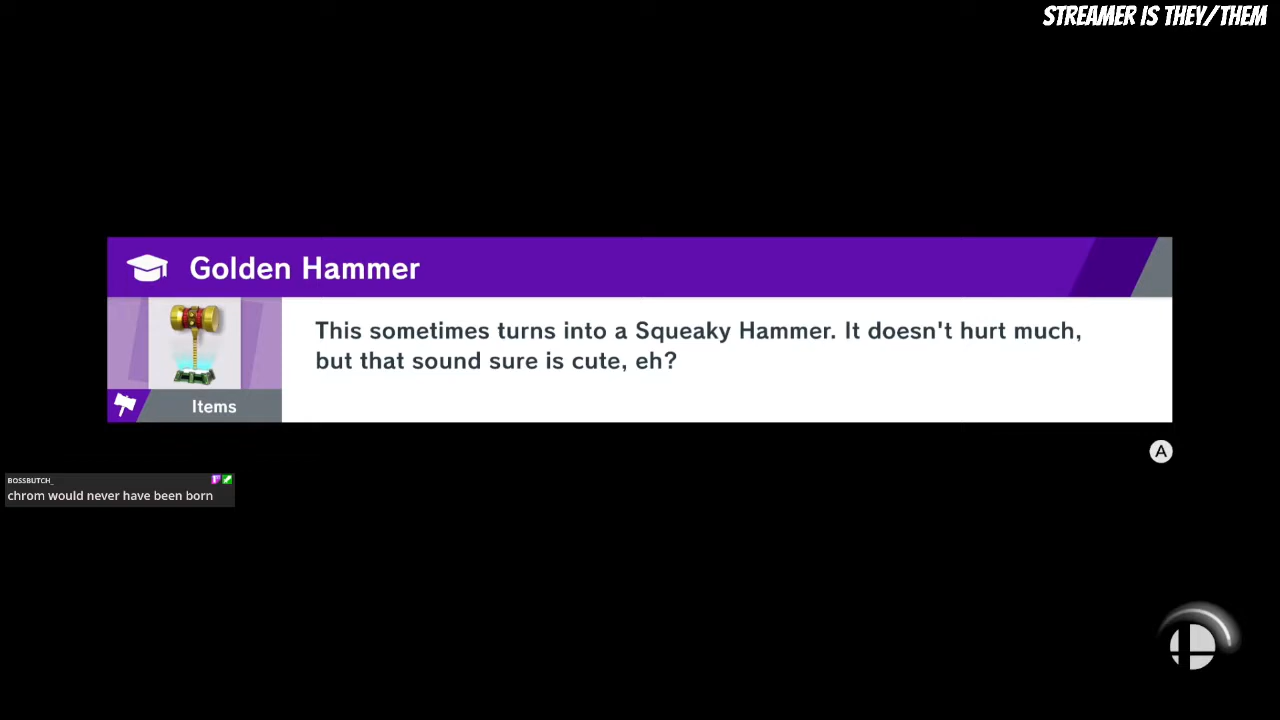 STREAMER IS THEY/THEM
Golden Hammer
This sometimes turns into a Squeaky Hammer. It doesn't hurt much,
but that sound sure is cute, eh?
Items
A
BOSSBUTCH_
chrom would never have been born